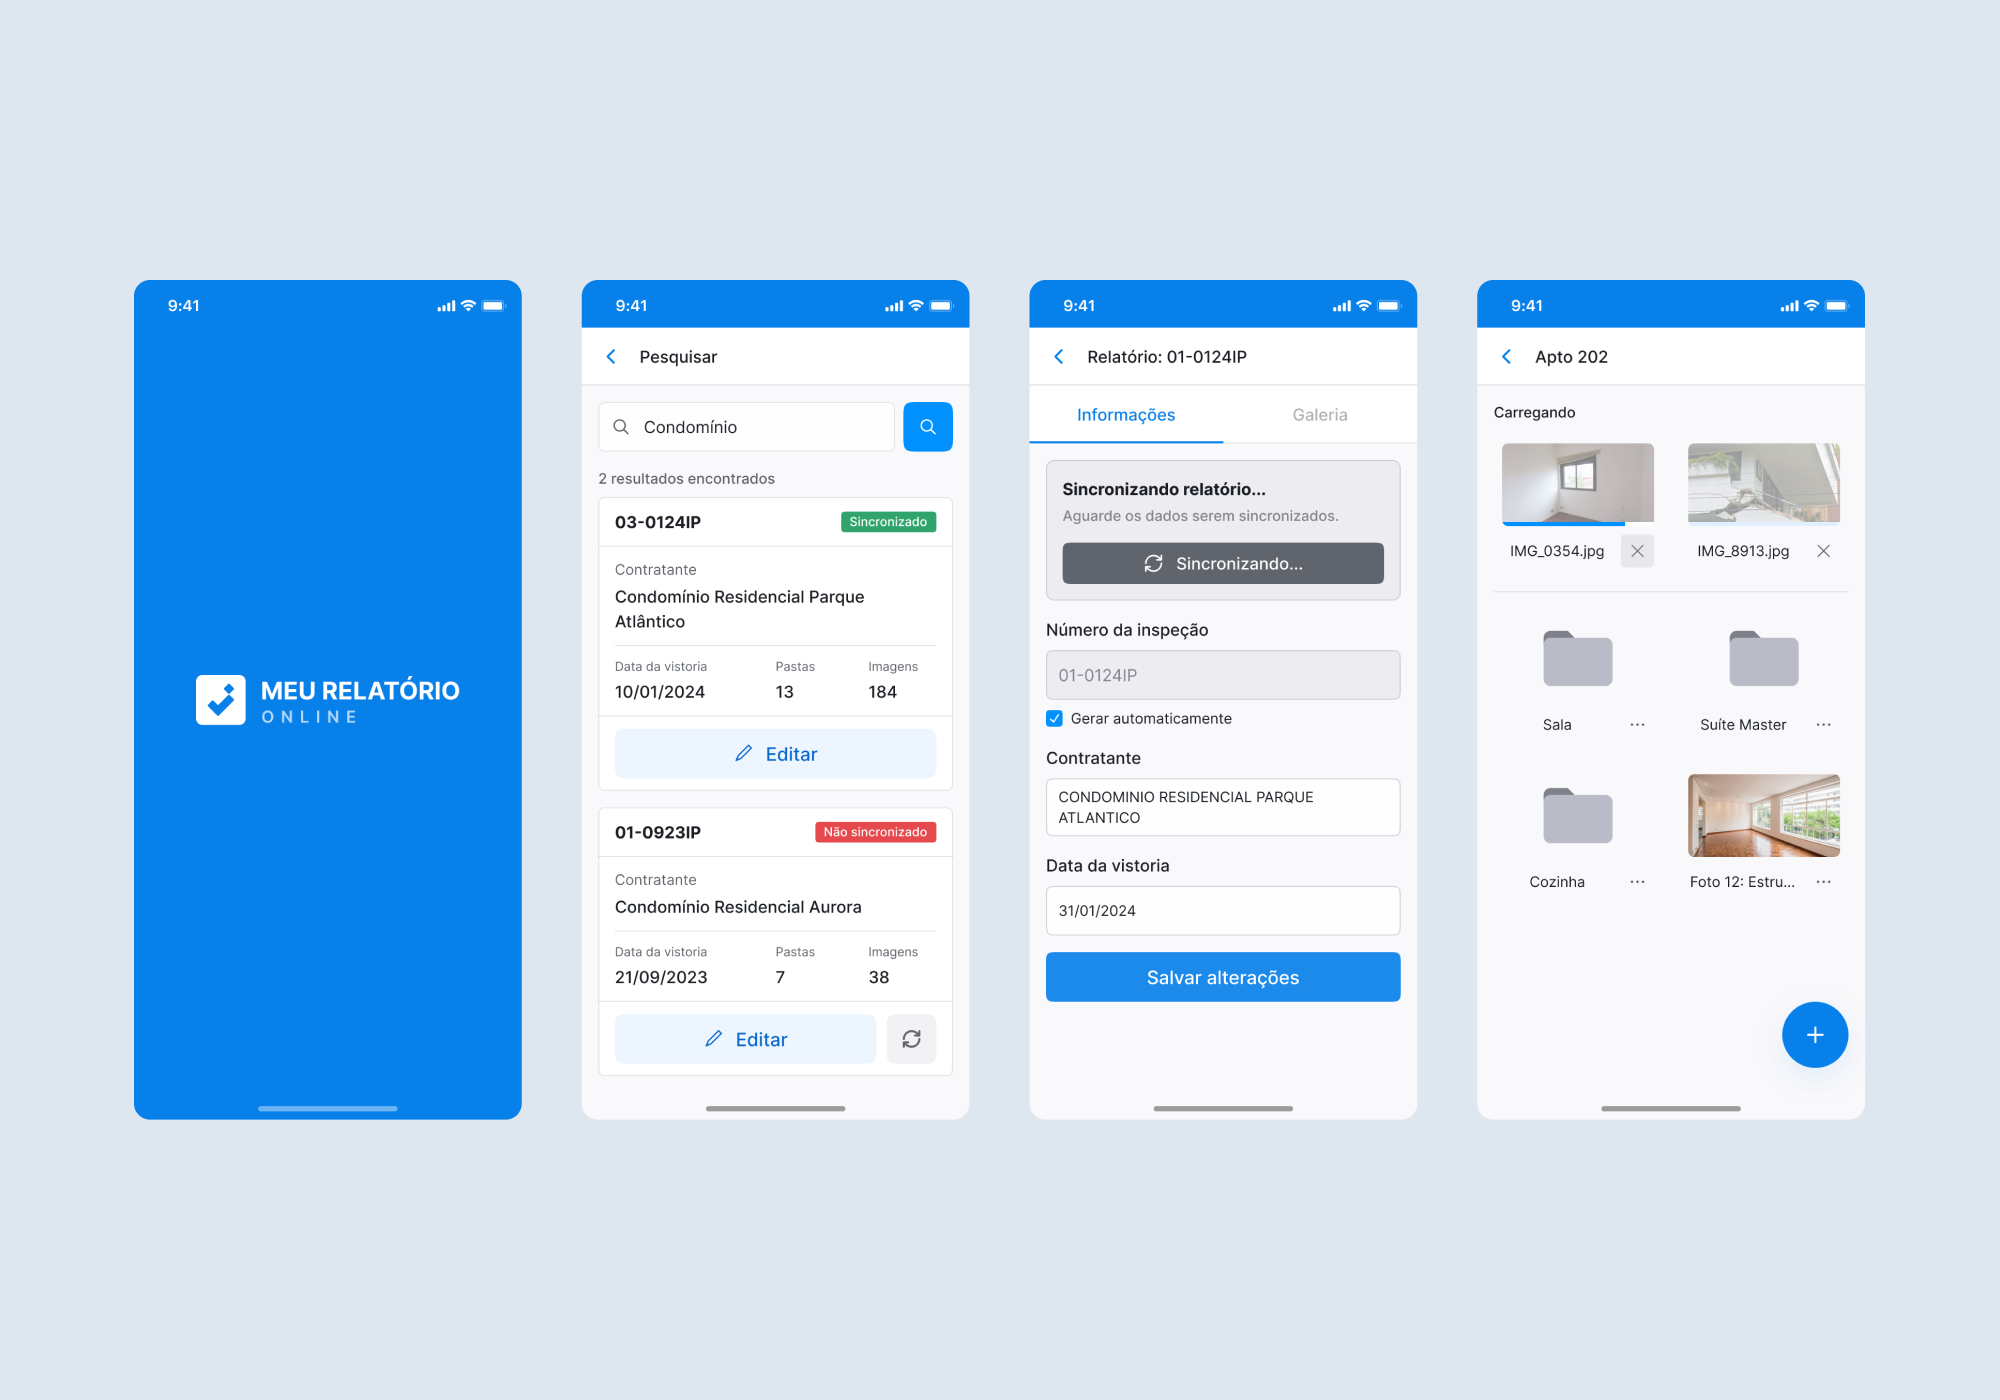 9:41
MEU RELATÓRIO
ONLINE
9:41
Pesquisar
Condomínio
2 resultados encontrados
03-0124IP
Sincronizado
Contratante
Condomínio Residencial Parque
Atlântico
Data da vistoria Pastas Imagens
10/01/2024 13 184
Editar
01-0923IP
Não sincronizado
Contratante
Condomínio Residencial Aurora
Data da vistoria Pastas Imagens
21/09/2023 7 38
Editar
9:41
Relatório: 01-0124IP
Informações Galeria
Sincronizando relatório...
Aguarde os dados serem sincronizados.
Sincronizando...
Número da inspeção
01-0124IP
Gerar automaticamente
Contratante
CONDOMINIO RESIDENCIAL PARQUE
ATLANTICO
Data da vistoria
31/01/2024
Salvar alterações
9:41
Apto 202
Carregando
IMG_0354.jpg IMG_8913.jpg
Sala Suíte Master
Cozinha Foto 12: Estru...